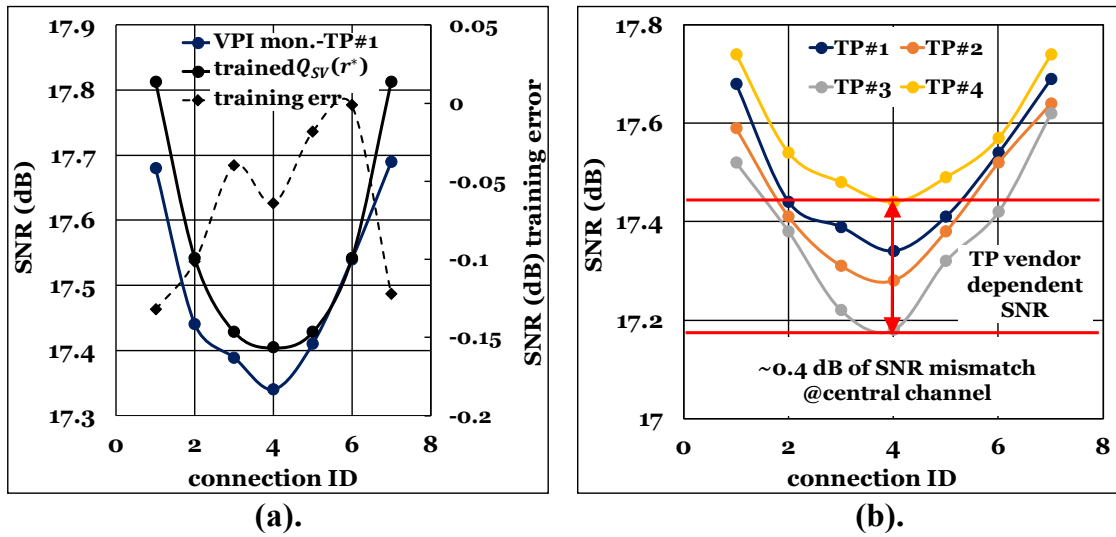 17.9
17.8
17.7
17.6
17.5
17.4
17.3
SNR (dB)
VPI mon.-TP#1
trainedQ_SV(r*)
training err
0.05
0
-0.05
-0.1
-0.15
-0.2
SNR (dB) training error
0 2 4 6 8
connection ID
(a).
17.8
17.6
17.4
17.2
17
SNR (dB)
TP#1 TP#2
TP#3 TP#4
TP vendor
dependent
SNR
~0.4 dB of SNR mismatch
@central channel
0 2 4 6 8
connection ID
(b).